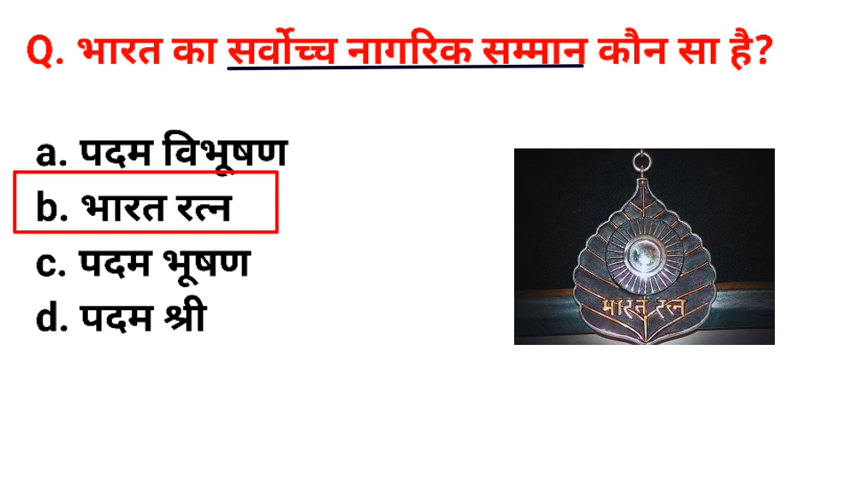 Q. भारत का सर्वोच्च नागरिक सम्मान कौन सा है?
a. पदम विभूषण
b. भारत रत्न
c. पदम भूषण
d. पदम श्री
भारत रत्न